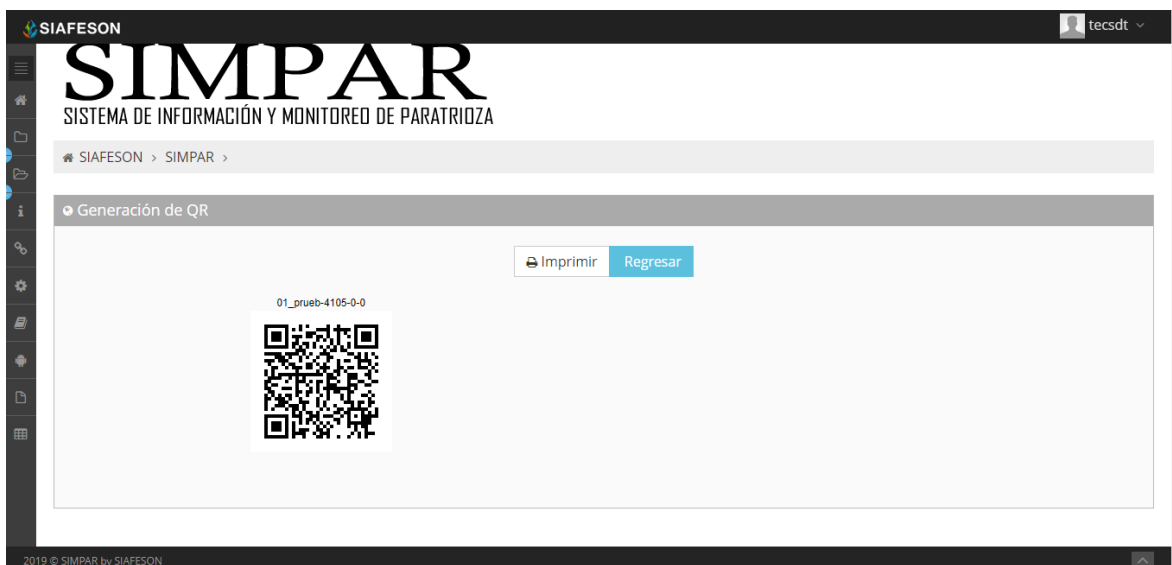 SIAFESON
tecsdt
SIMPAR
SISTEMA DE INFORMACIÓN Y MONITOREO DE PARATRIOZA
SIAFESON > SIMPAR >
Generación de QR
Imprimir Regresar
01_prueb-4105-0-0
2019 © SIMPAR by SIAFESON